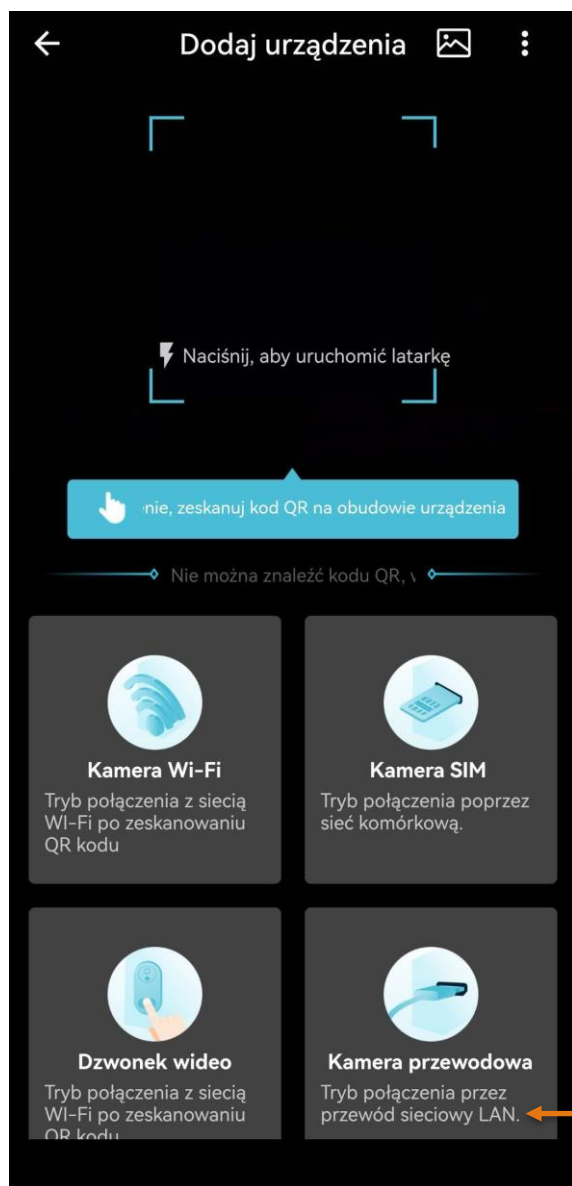 Dodaj urządzenia
Naciśnij, aby uruchomić latarkę
nie, zeskanuj kod QR na obudowie urządzenia
Nie można znaleźć kodu QR,
Kamera Wi-Fi
Tryb połączenia z siecią
WI-Fi po zeskanowaniu
QR kodu
Kamera SIM
Tryb połączenia poprzez
sieć komórkową.
Dzwonek wideo
Tryb połączenia z siecią
WI-Fi po zeskanowaniu
QR kodu
Kamera przewodowa
Tryb połączenia przez
przewód sieciowy LAN.